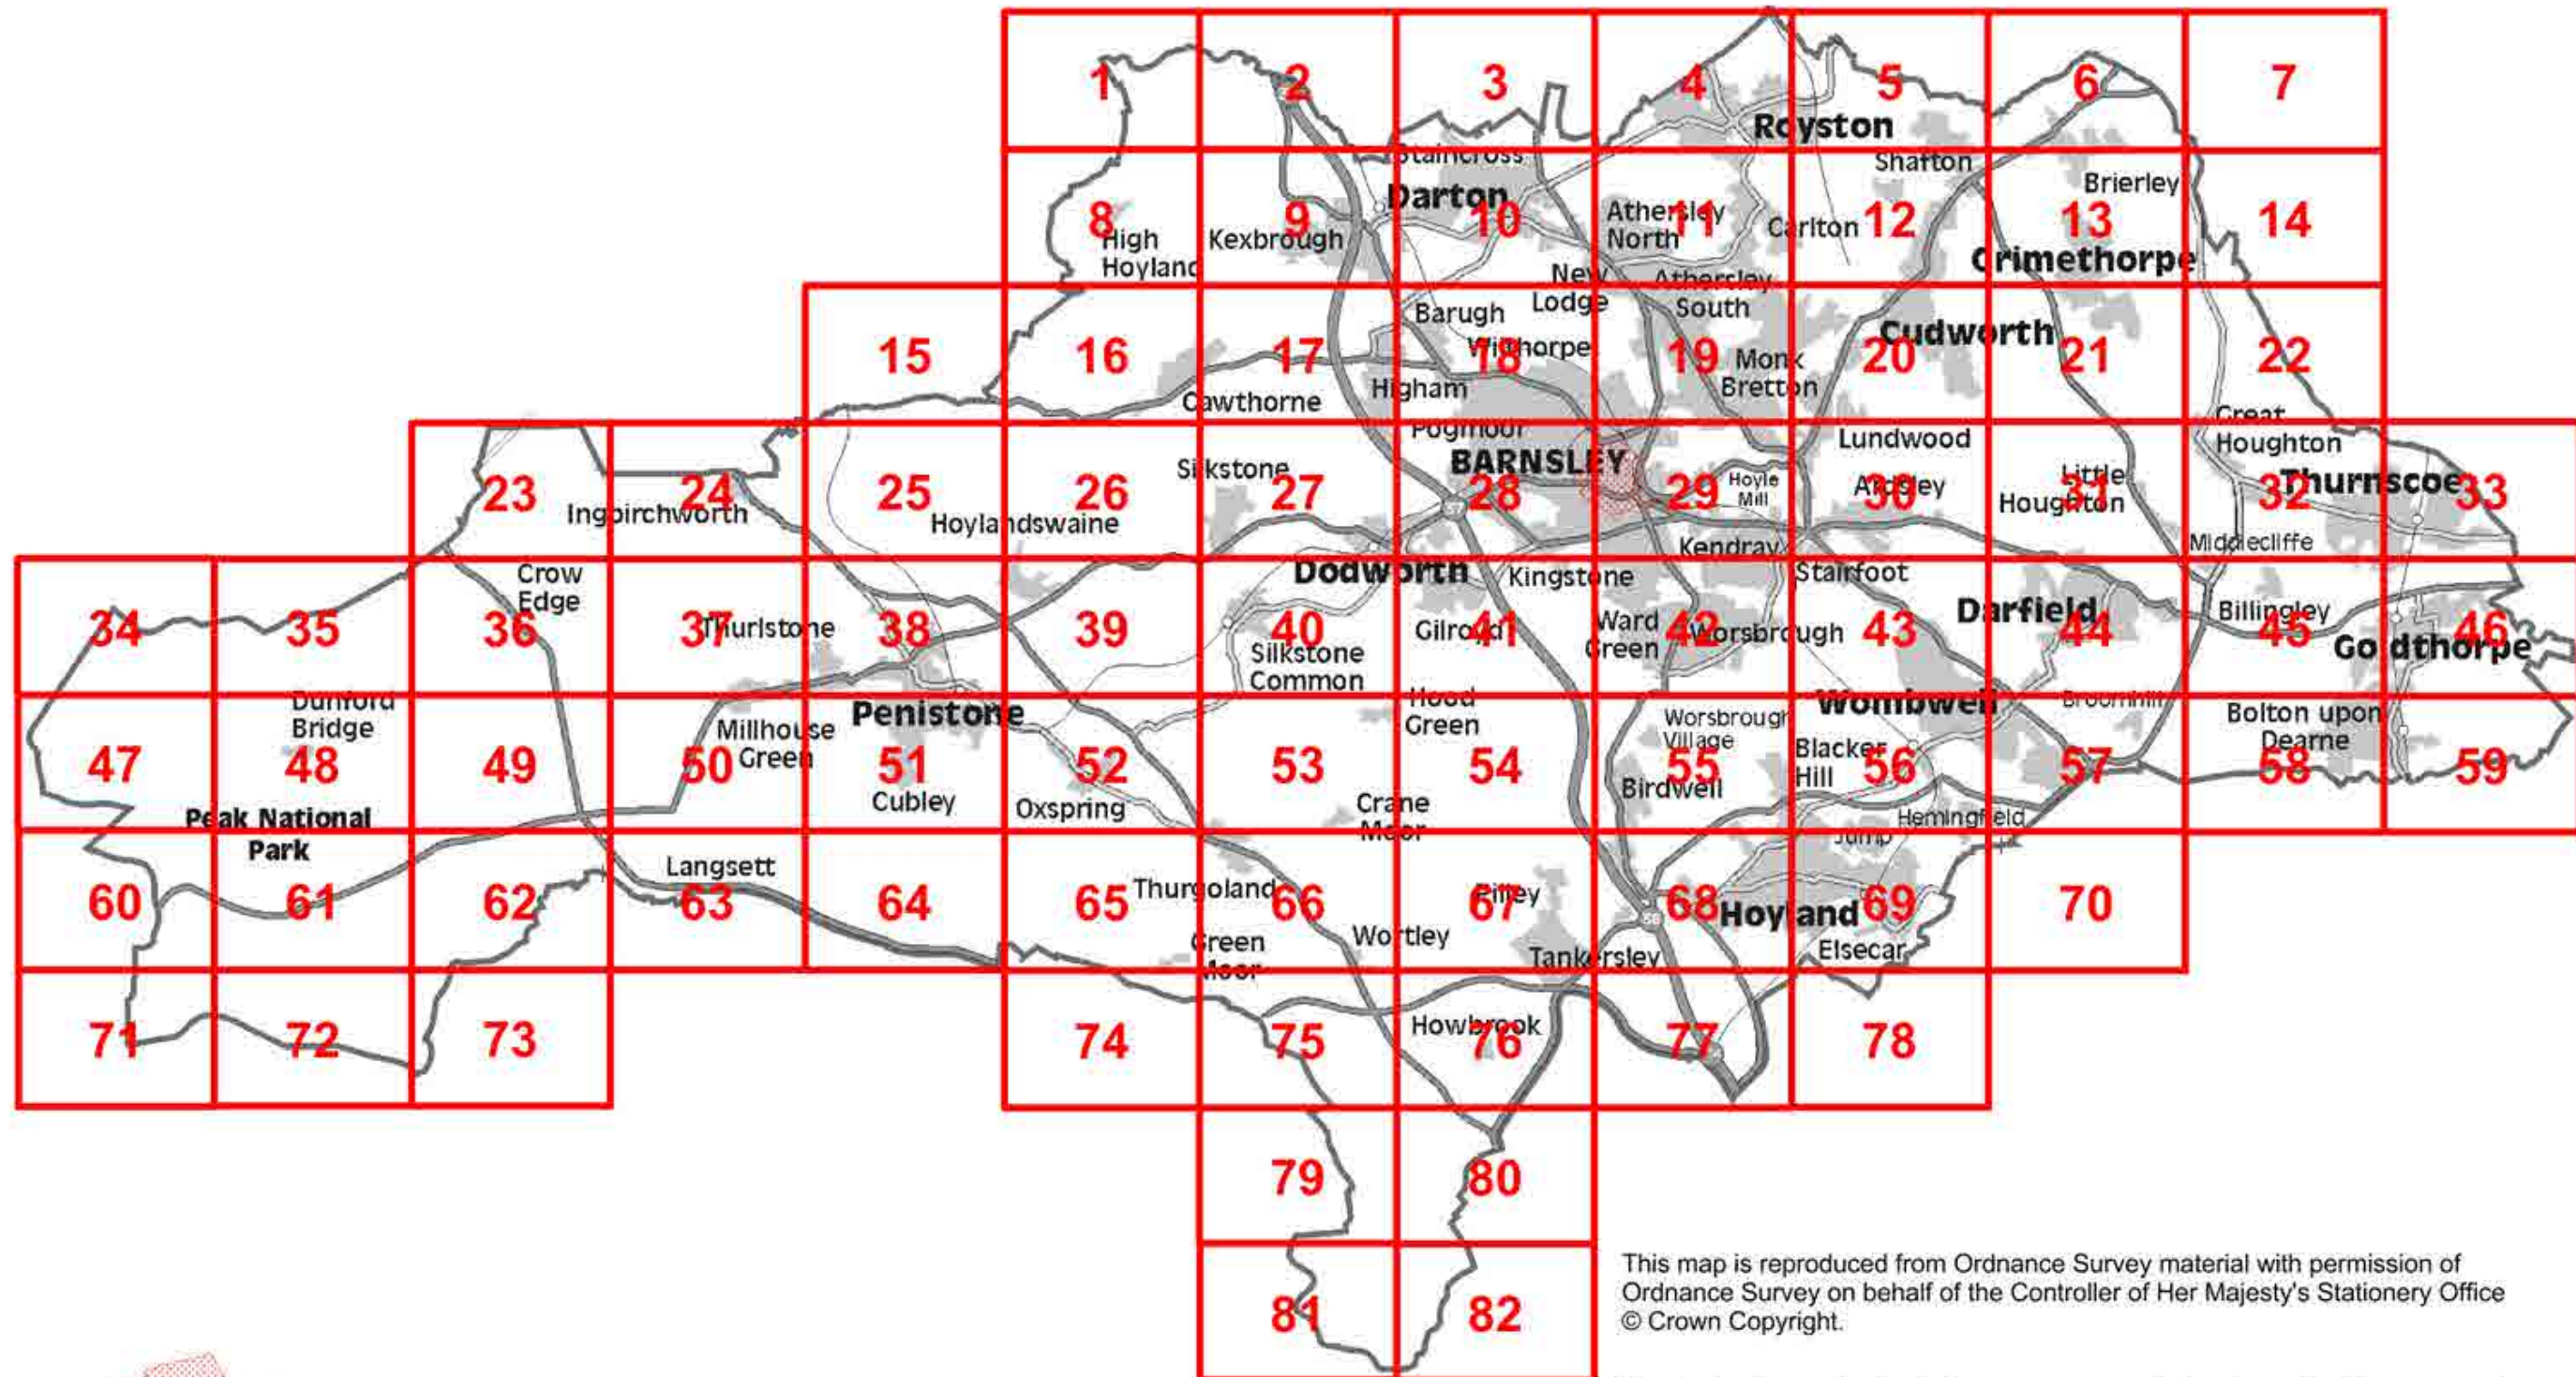 1 2 3 4 5 6 7
Royston
Staincross
Shafton
Darton
Brierley
8 9 10 11 12 13 14
High
Hoyland
Kexbrough
Athersley
North
Carlton
Grimethorpe
New
Lodge
Athersley
South
Barugh
Cudworth
15 16 17 18 19 20 21 22
Monk
Bretton
Higham
Cawthorne
Great
Houghton
Pogmoor
Lundwood
BARNSLEY
Silkstone
Hoyle
Mill
Ardsley
Little
Houghton
Thurnscoe
23 24 25 26 27 28 29 30 31 32 33
37
Ingbirchworth
Hoylandswaine
Kendray
Middlecliffe
Crow
Edge
Dodworth
Kingstone
Stairfoot
Darfield
Billingley
34 35 36 37 38 39 40 41 42 43 44 45 46
Thurlstone
Gilroyd
Ward
Green
Worsbrough
Goldthorpe
Silkstone
Common
Dunford
Bridge
Hood
Green
Wombwell
Broomhill
Millhouse
Green
Penistone
Worsbrough
Village
Blacker
Hill
Bolton upon
Dearne
47 48 49 50 51 52 53 54 55 56 57 58 59
Birdwell
Cubley
Oxspring
Crane
Moor
Hemingfield
Peak National
Park
Jump
Langsett
Thurgoland
Pilley
60 61 62 63 64 65 66 67 68 69 70
36
Hoyland
Green
Moor
Wortley
Tankersley
Elsecar
Howbrook
71 72 73 74 75 76 77 78
79 80
81 82
This map is reproduced from Ordnance Survey material with permission of
Ordnance Survey on behalf of the Controller of Her Majesty's Stationery Office
© Crown Copyright.